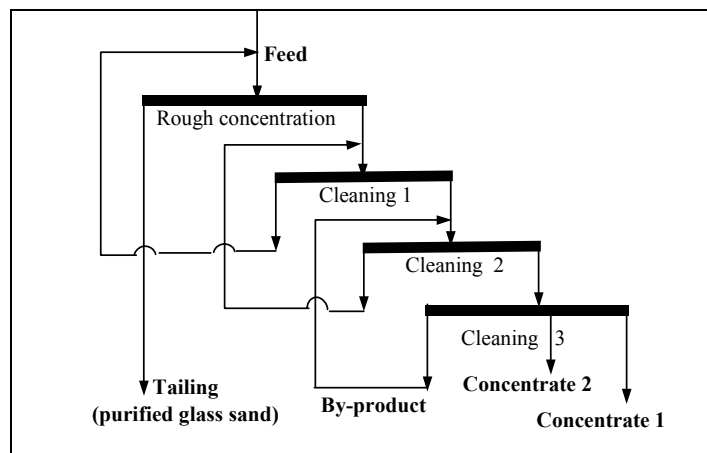 Feed
Rough concentration
Cleaning 1
Cleaning 2
Cleaning 3
Tailing
(purified glass sand)
By-product
Concentrate 2
Concentrate 1